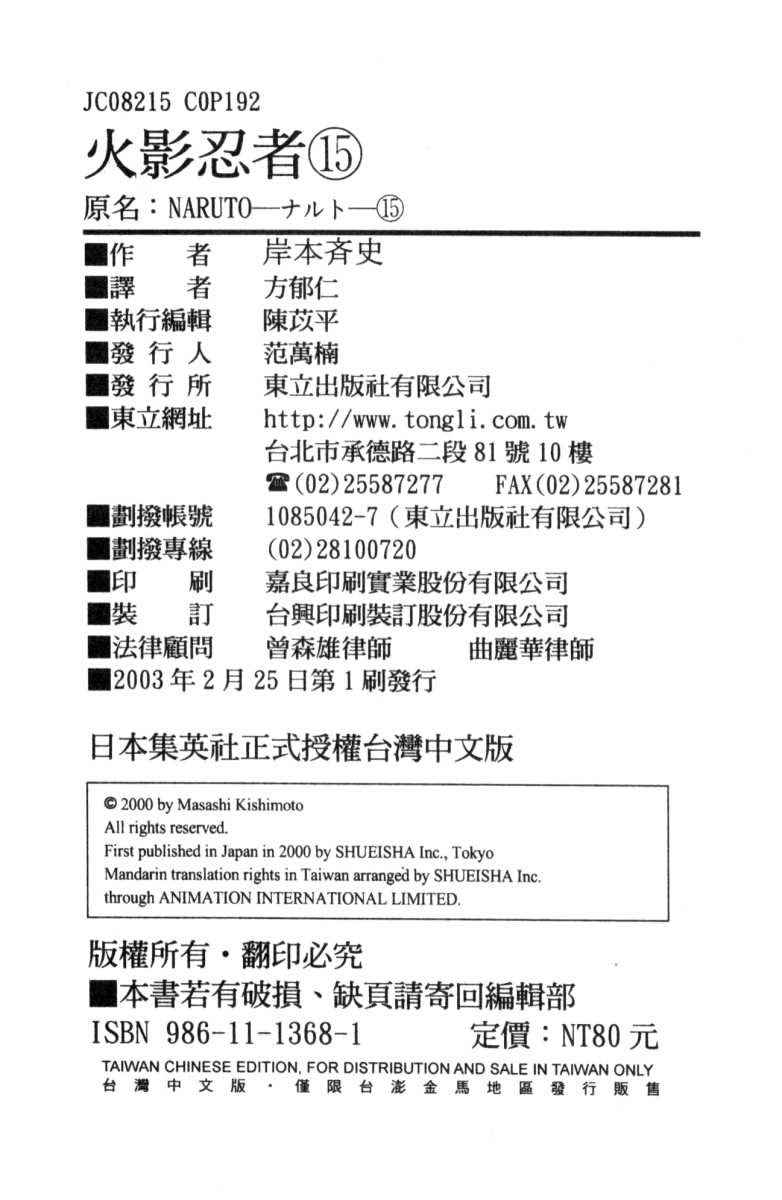 JC08215 C0P192
火影忍者⑮
原名：NARUTO—ナルト—⑮
■作　者　岸本斉史
■譯　者　方郁仁
■執行編輯　陳苡平
■發行人　范萬楠
■發行所　東立出版社有限公司
■東立網址　http://www.tongli.com.tw
台北市承德路二段81號10樓
☎(02)25587277　FAX(02)25587281
■劃撥帳號　1085042-7（東立出版社有限公司）
■劃撥專線　(02)28100720
■印　刷　嘉良印刷實業股份有限公司
■裝　訂　台興印刷裝訂股份有限公司
■法律顧問　曾森雄律師　曲麗華律師
■2003年2月25日第1刷發行
日本集英社正式授權台灣中文版
© 2000 by Masashi Kishimoto
All rights reserved.
First published in Japan in 2000 by SHUEISHA Inc., Tokyo
Mandarin translation rights in Taiwan arranged by SHUEISHA Inc.
through ANIMATION INTERNATIONAL LIMITED.
版權所有・翻印必究
■本書若有破損、缺頁請寄回編輯部
ISBN 986-11-1368-1　定價：NT80元
TAIWAN CHINESE EDITION, FOR DISTRIBUTION AND SALE IN TAIWAN ONLY
台灣中文版・僅限台澎金馬地區發行販售